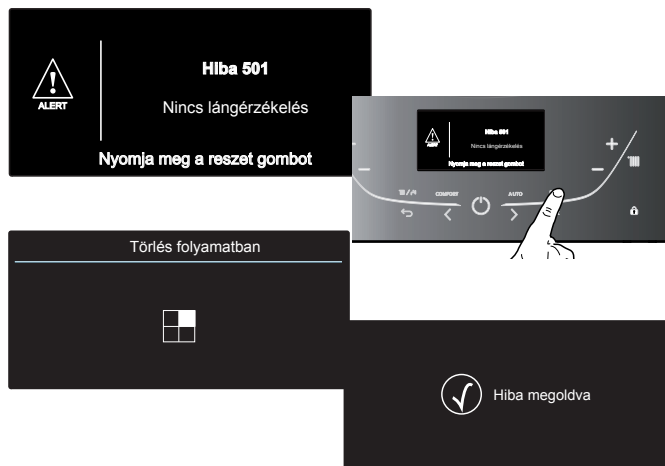 Hiba 501
ALERT
Nincs lángérzékelés
Nyomja meg a reszet gombot
Hiba 501
ALERT
Nincs lángérzékelés
Nyomja meg a reszet gombot
COMFORT
AUTO
Törlés folyamatban
Hiba megoldva